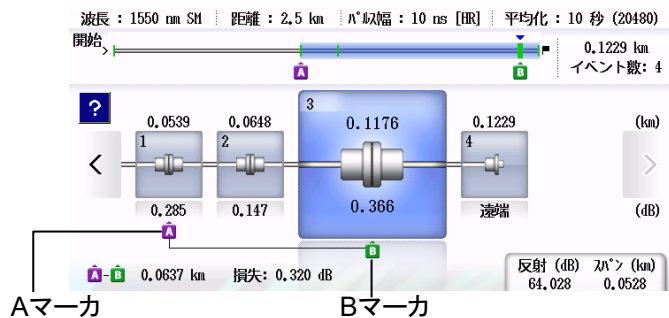 波長 : 1550 nm SM 距離 : 2.5 km パルス幅 : 10 ns [HR] 平均化 : 10 秒 (20480)
開始
0.1229 km
イベント数: 4
A B
?
3
0.0539 0.0648 0.1176 0.1229 (km)
1 2 4
0.285 0.147 0.366 遠端 (dB)
A
B
A-B 0.0637 km 損失: 0.320 dB
反射 (dB) スパン (km)
64.028 0.0528
Aマーカ Bマーカ